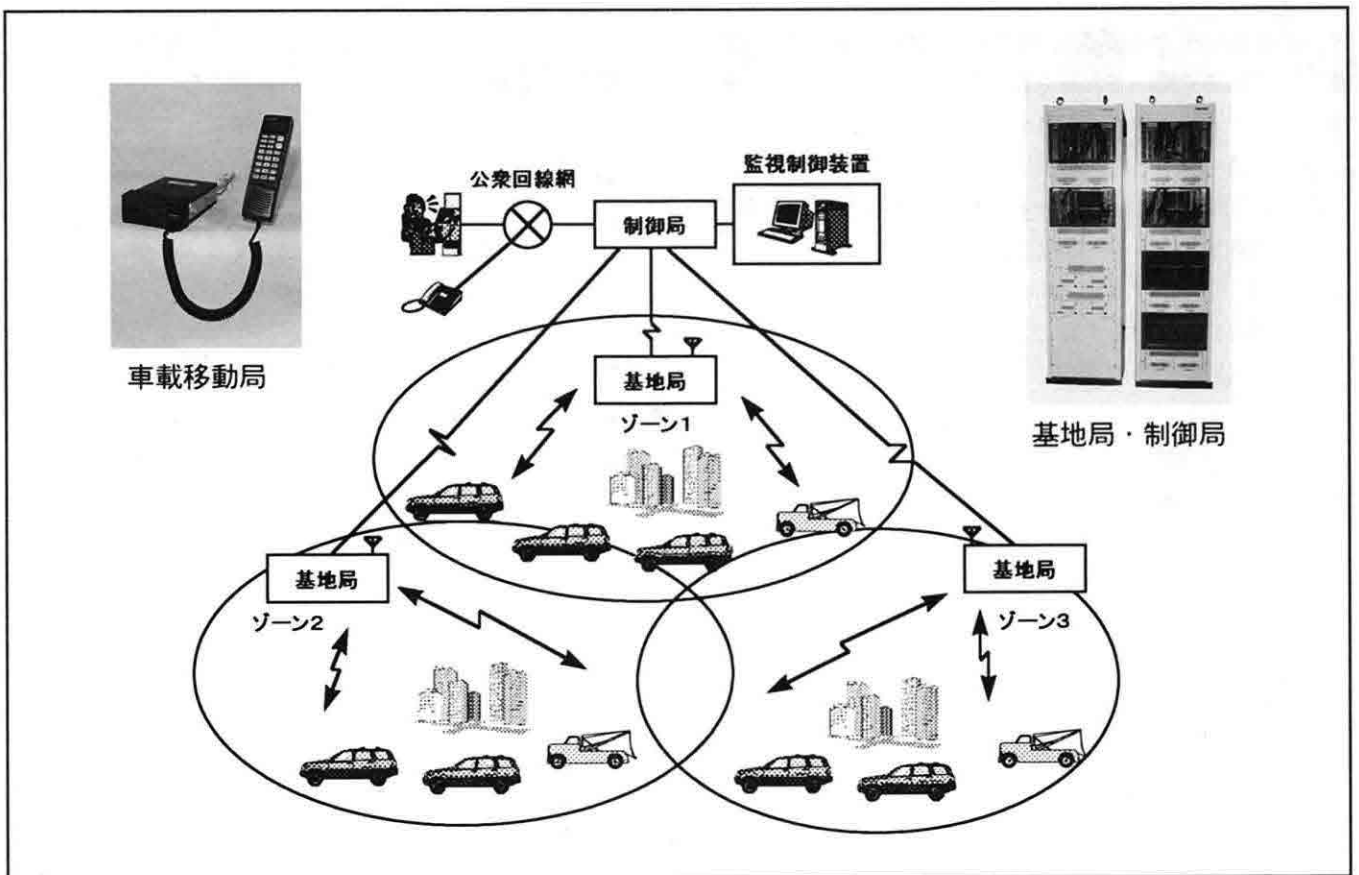 公衆回線網
監視制御装置
制御局
車載移動局
基地局
ゾーン1
基地局・制御局
基地局
ゾーン2
基地局
ゾーン3